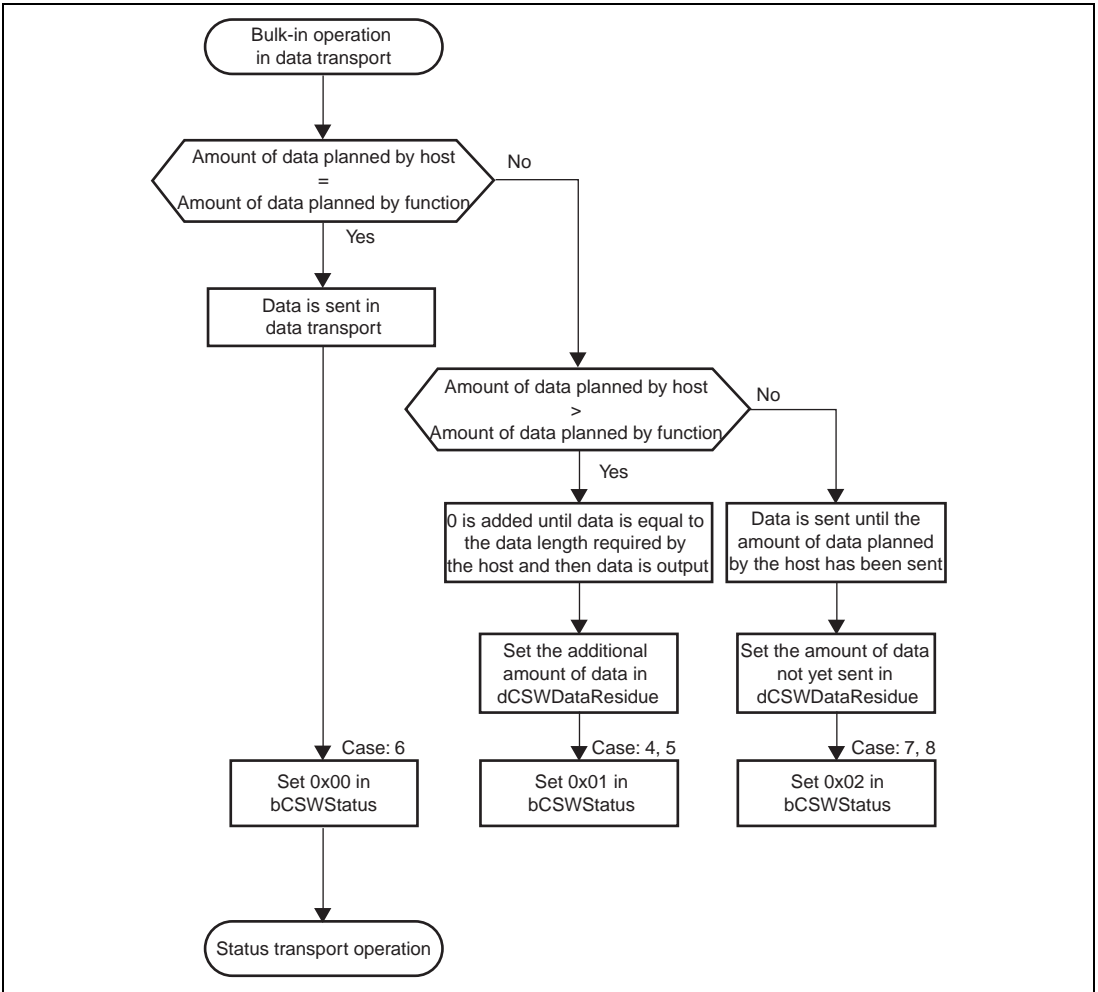 Bulk-in operation
in data transport
Amount of data planned by host
=
Amount of data planned by function
No
Yes
Data is sent in
data transport
Amount of data planned by host
>
Amount of data planned by function
No
Yes
0 is added until data is equal to
the data length required by
the host and then data is output
Data is sent until the
amount of data planned
by the host has been sent
Set the additional
amount of data in
dCSWDataResidue
Set the amount of data
not yet sent in
dCSWDataResidue
Case: 6
Set 0x00 in
bCSWStatus
Case: 4, 5
Set 0x01 in
bCSWStatus
Case: 7, 8
Set 0x02 in
bCSWStatus
Status transport operation